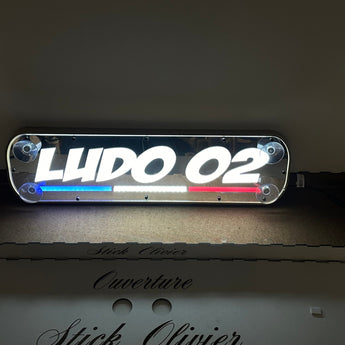 LUDO 02
Stick Olivier
Ouverture
Stick Olivier